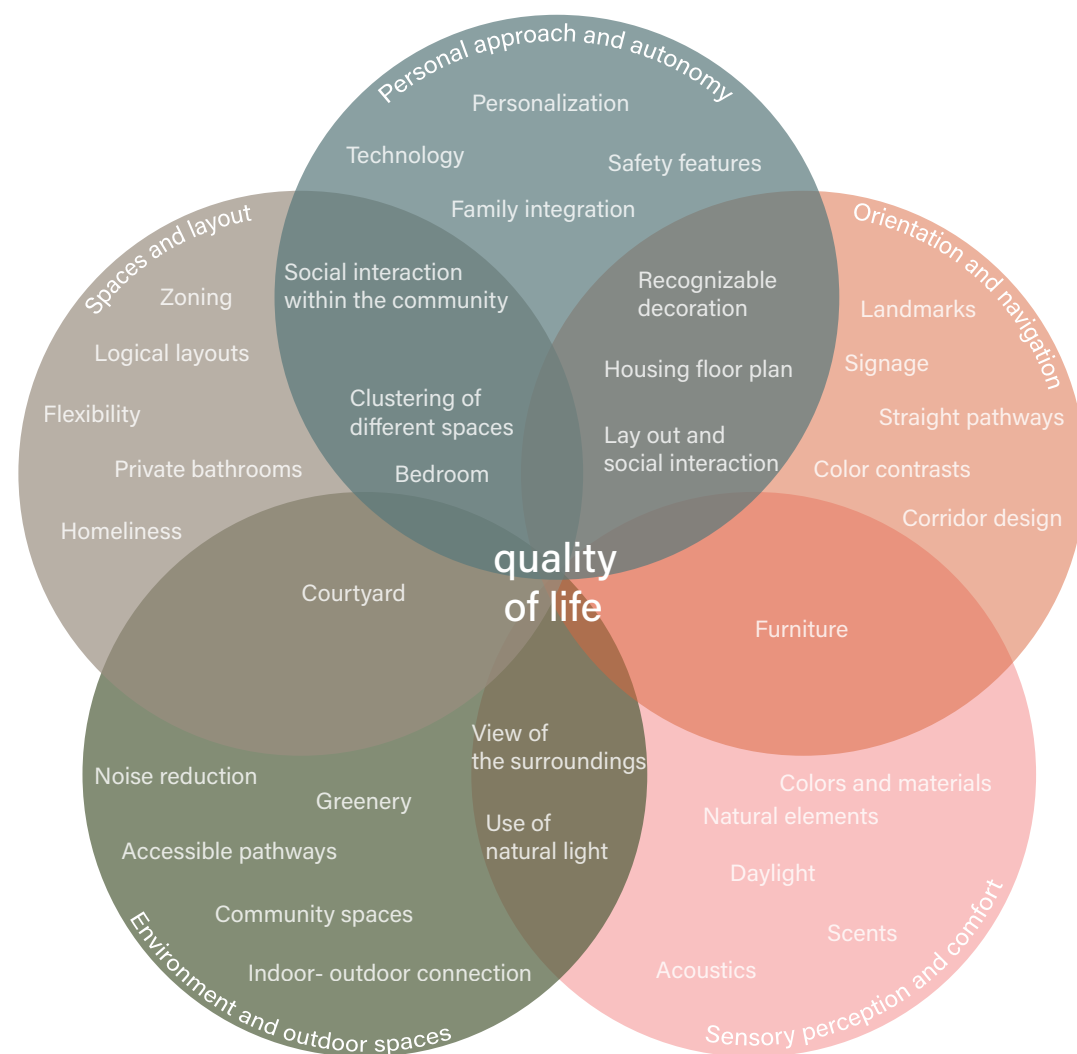 Personal approach and autonomy
Personalization
Technology
Safety features
Family integration
Spaces and layout
Zoning
Logical layouts
Flexibility
Private bathrooms
Homeliness
Social interaction
within the community
Clustering of
different spaces
Bedroom
Recognizable
decoration
Housing floor plan
Lay out and
social interaction
Orientation and navigation
Landmarks
Signage
Straight pathways
Color contrasts
Corridor design
quality
of life
Courtyard
Furniture
View of
the surroundings
Use of
natural light
Noise reduction
Greenery
Accessible pathways
Community spaces
Indoor- outdoor connection
Environment and outdoor spaces
Colors and materials
Natural elements
Daylight
Scents
Acoustics
Sensory perception and comfort